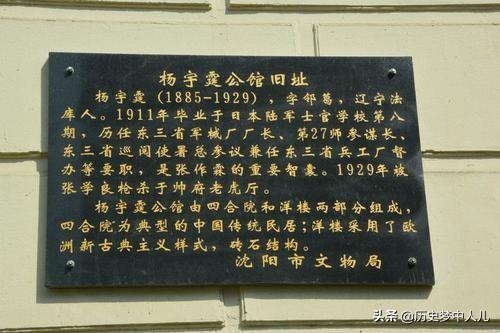 杨宇霆公馆旧址
杨宇霆(1885-1929)，字邻葛，辽宁法
库人。1911年毕业于日本陆军士官学校第八
期，历任东三省军械厂厂长、第27师参谋长、
东三省巡阅使署总参议兼任东三省兵工厂督
办等要职，是张作霖的重要智囊。1929年被
张学良枪杀于帅府老虎厅。
杨宇霆公馆由四合院和洋楼两部分组成，
四合院为典型的中国传统民居；洋楼采用了欧
洲新古典主义样式，砖石结构。
沈阳市文物局
头条 @历史梦中人儿